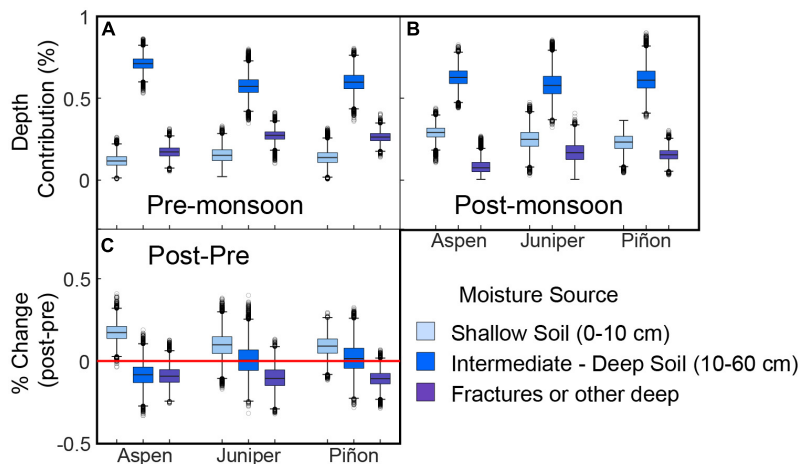 A
B
1
0.5
0
Depth
Contribution (%)
Pre-monsoon
Post-monsoon
Aspen Juniper Piñon
C
Post-Pre
0.5
0
-0.5
% Change
(post-pre)
Aspen Juniper Piñon
Moisture Source
Shallow Soil (0-10 cm)
Intermediate - Deep Soil (10-60 cm)
Fractures or other deep